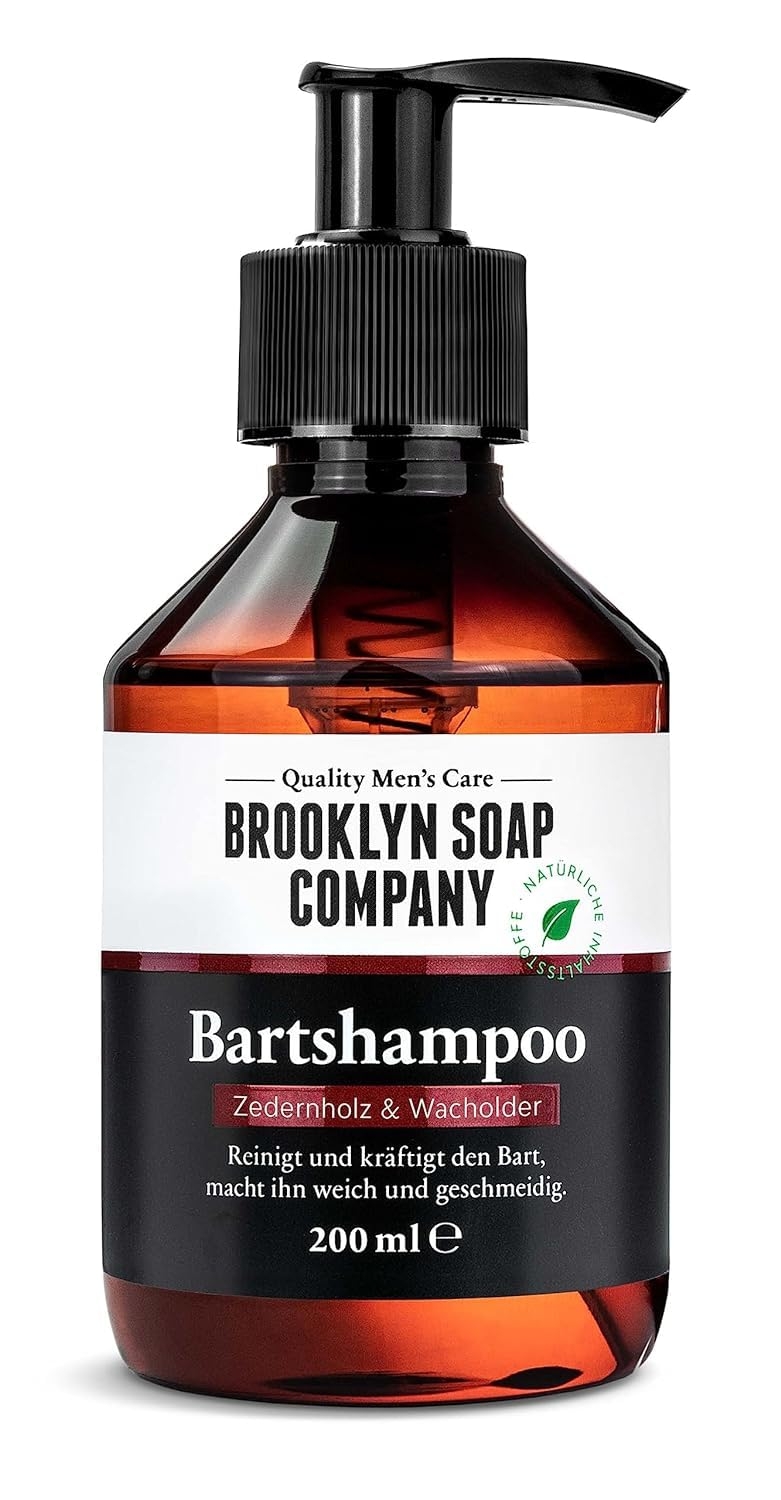 Quality Men's Care
BROOKLYN SOAP
COMPANY
NATÜRLICHE INHALTSSTOFFE ·
Bartshampoo
Zedernholz & Wacholder
Reinigt und kräftigt den Bart,
macht ihn weich und geschmeidig.
200 ml ℮